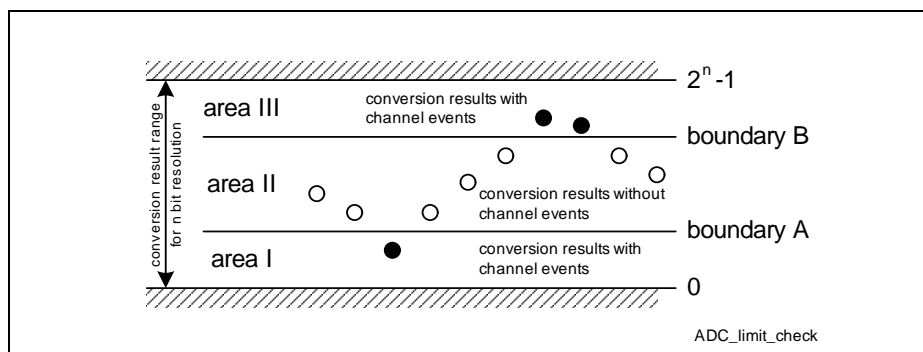 2ⁿ-1
area III
conversion results with
channel events
boundary B
conversion result range
for n bit resolution
area II
conversion results without
channel events
boundary A
area I
conversion results with
channel events
0
ADC_limit_check